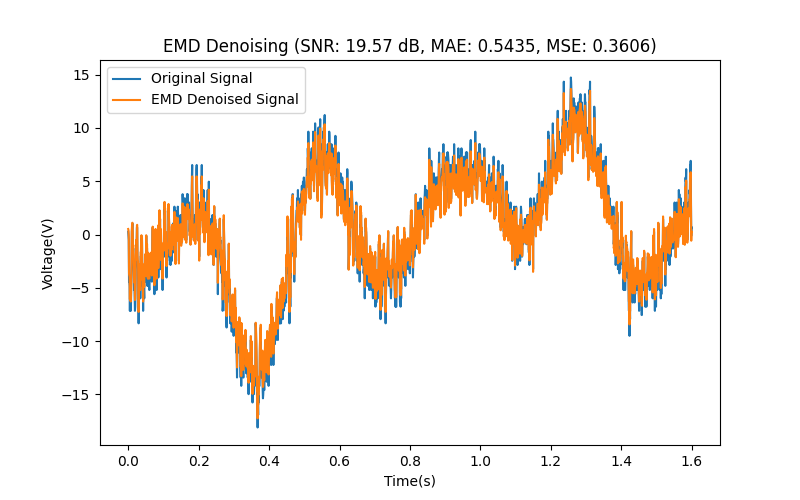 EMD Denoising (SNR: 19.57 dB, MAE: 0.5435, MSE: 0.3606)
Original Signal
EMD Denoised Signal
15
10
5
0
−5
−10
−15
Voltage(V)
0.0 0.2 0.4 0.6 0.8 1.0 1.2 1.4 1.6
Time(s)